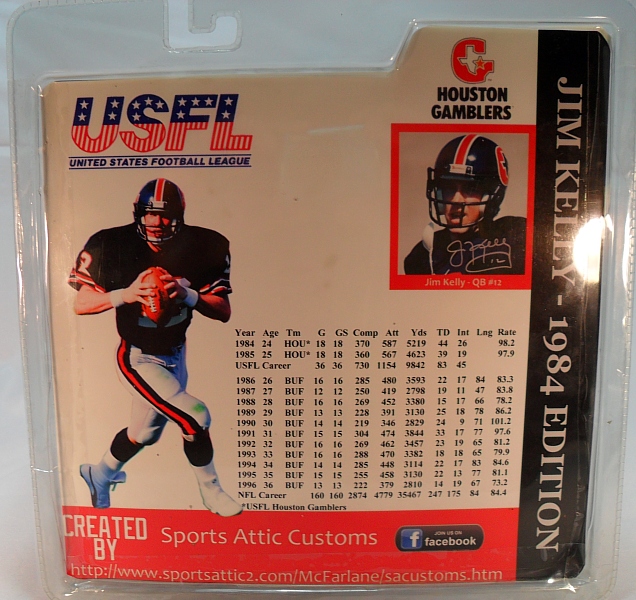 HOUSTON
GAMBLERS
USFL
UNITED STATES FOOTBALL LEAGUE
JIM KELLY - 1984 EDITION
J Kelly 12
Jim Kelly - QB #12
2
Year Age Tm G GS Comp Att Yds TD Int Lng Rate
1984 24 HOU* 18 18 370 587 5219 44 26 98.2
1985 25 HOU* 18 18 360 567 4623 39 19 97.9
USFL Career 36 36 730 1154 9842 83 45
1986 26 BUF 16 16 285 480 3593 22 17 84 83.3
1987 27 BUF 12 12 250 419 2798 19 11 47 83.8
1988 28 BUF 16 16 269 452 3380 15 17 66 78.2
1989 29 BUF 13 13 228 391 3130 25 18 78 86.2
1990 30 BUF 14 14 219 346 2829 24 9 71 101.2
1991 31 BUF 15 15 304 474 3844 33 17 77 97.6
1992 32 BUF 16 16 269 462 3457 23 19 65 81.2
1993 33 BUF 16 16 288 470 3382 18 18 65 79.9
1994 34 BUF 14 14 285 448 3114 22 17 83 84.6
1995 35 BUF 15 15 255 458 3130 22 13 77 81.1
1996 36 BUF 13 13 222 379 2810 14 19 67 73.2
NFL Career 160 160 2874 4779 35467 247 175 84 84.4
*USFL Houston Gamblers
CREATED
BY
Sports Attic Customs
JOIN US ON
facebook
http://www.sportsattic2.com/McFarlane/sacustoms.htm